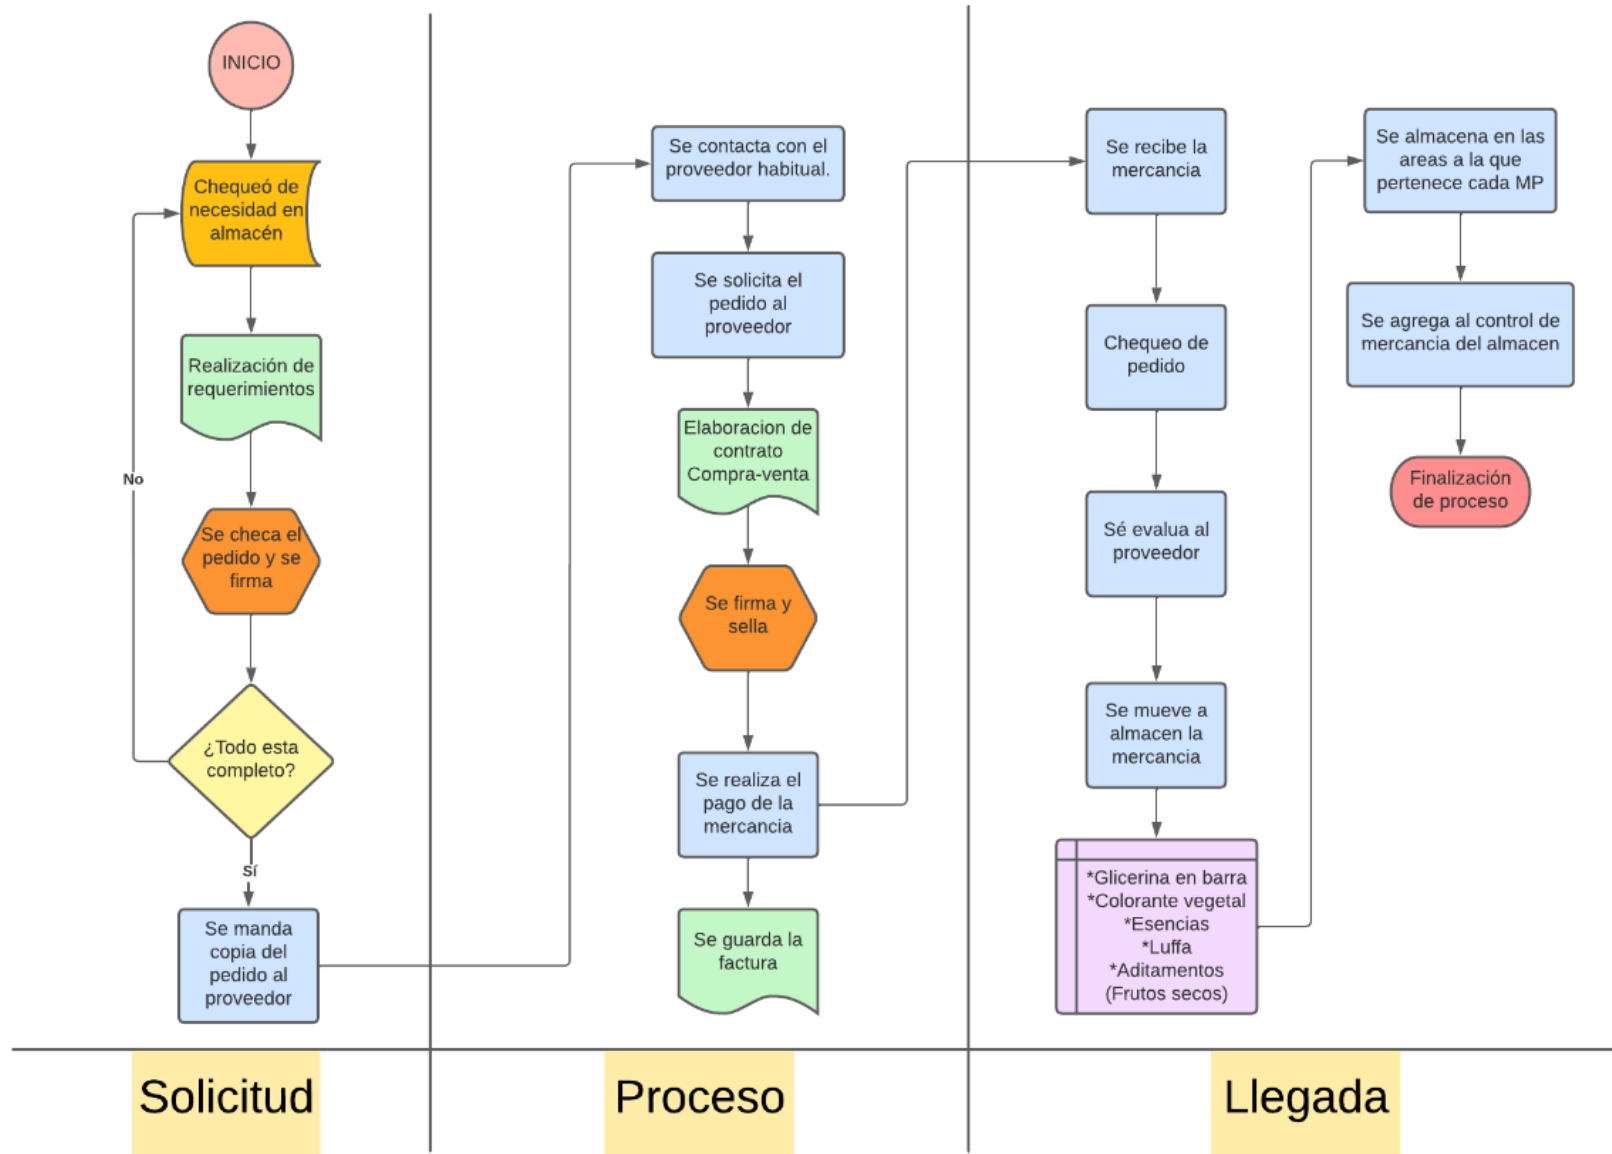 INICIO
Chequeó de
necesidad en
almacén
Realización de
requerimientos
No
Se checa el
pedido y se
firma
¿Todo esta
completo?
Sí
Se manda
copia del
pedido al
proveedor
Solicitud
Se contacta con el
proveedor habitual.
Se solicita el
pedido al
proveedor
Elaboracion de
contrato
Compra-venta
Se firma y
sella
Se realiza el
pago de la
mercancia
Se guarda la
factura
Proceso
Se recibe la
mercancia
Chequeo de
pedido
Sé evalua al
proveedor
Se mueve a
almacen la
mercancia
*Glicerina en barra
*Colorante vegetal
*Esencias
*Luffa
*Aditamentos
(Frutos secos)
Se almacena en las
areas a la que
pertenece cada MP
Se agrega al control de
mercancia del almacen
Finalización
de proceso
Llegada